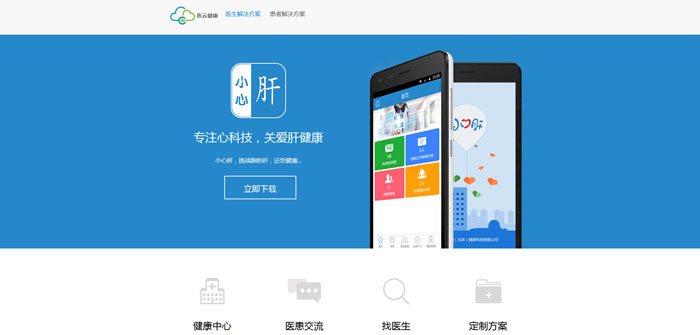 医云健康 医生解决方案 患者解决方案
小心
肝
专注心科技，关爱肝健康
小心肝，挑战脂肪肝，还您健康...
立即下载
首页
小心肝
健康中心 医患交流 找医生 定制方案